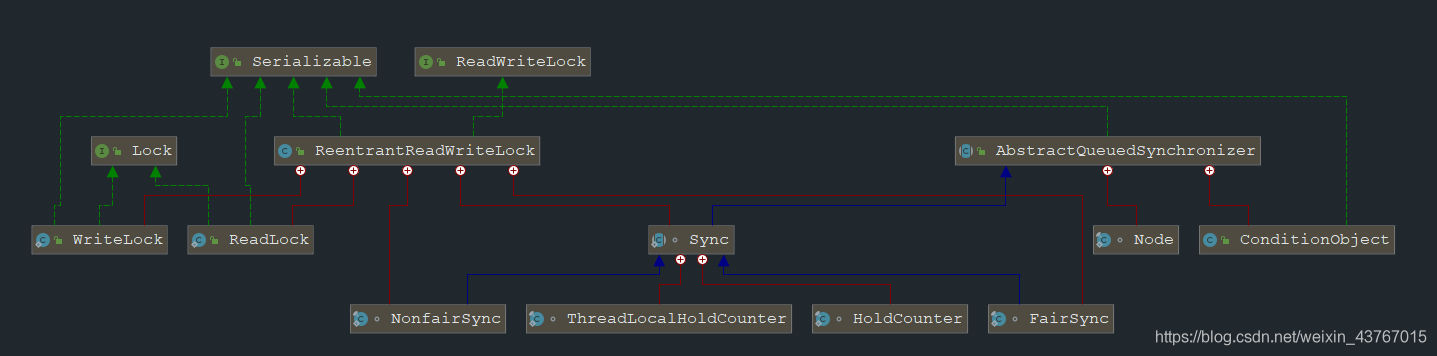 Serializable
ReadWriteLock
Lock
ReentrantReadWriteLock
AbstractQueuedSynchronizer
WriteLock
ReadLock
Sync
Node
ConditionObject
NonfairSync
ThreadLocalHoldCounter
HoldCounter
FairSync
https://blog.csdn.net/weixin_43767015